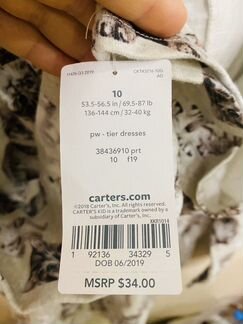 10
53.5-56.5 in / 69.5-87 lb
136-144 cm / 32-40 kg
pw - tier dresses
38436910 prt
10 f19
carters.com
©2018 Carter's, Inc. All rights reserved.
CARTER'S KID is a trademark owned by a
subsidiary of Carter's, Inc.
1 92136 34329 5
DOB 06/2019
MSRP $34.00